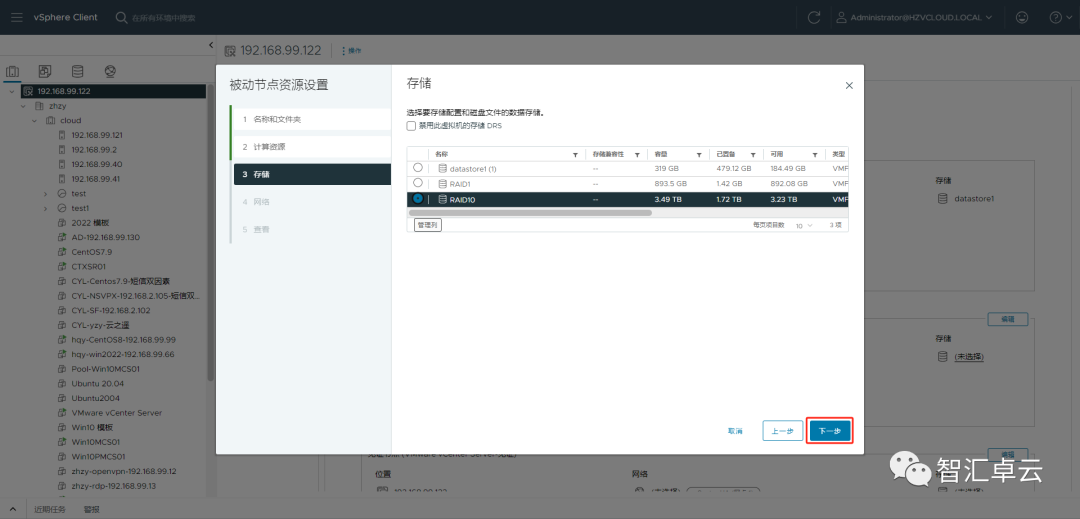 vSphere Client
在所有环境中搜索
Administrator@HZVCLOUD.LOCAL
192.168.99.122
操作
192.168.99.122
zhzy
cloud
192.168.99.121
192.168.99.2
192.168.99.40
192.168.99.41
test
test1
2022 模板
AD-192.168.99.130
CentOS7.9
CTXSR01
CYL-Centos7.9-短信双因素
CYL-NSVPX-192.168.2.105-短信双...
CYL-SF-192.168.2.102
CYL-yzy-云之遥
hqy-CentOS8-192.168.99.99
hqy-win2022-192.168.99.66
Pool-Win10MCS01
Ubuntu 20.04
Ubuntu2004
VMware vCenter Server
Win10 模板
Win10MCS01
Win10PMCS01
zhzy-openvpn-192.168.99.12
zhzy-rdp-192.168.99.13
被动节点资源设置
1 名称和文件夹
2 计算资源
3 存储
4 网络
5 查看
存储
选择要存储配置和磁盘文件的数据存储。
禁用此虚拟机的存储 DRS
名称 存储兼容性 容量 已置备 可用 类型
datastore1 (1) -- 319 GB 479.12 GB 184.49 GB VMF
RAID1 -- 893.5 GB 1.42 GB 892.08 GB VMF
RAID10 -- 3.49 TB 1.72 TB 3.23 TB VMF
管理列
每页项目数 10 3 项
取消
上一步
下一步
存储
datastore1
编辑
存储
(未选择)
编辑
位置
网络
192.168.99.122
(未选择)
(未选择)
近期任务
警报
智汇卓云